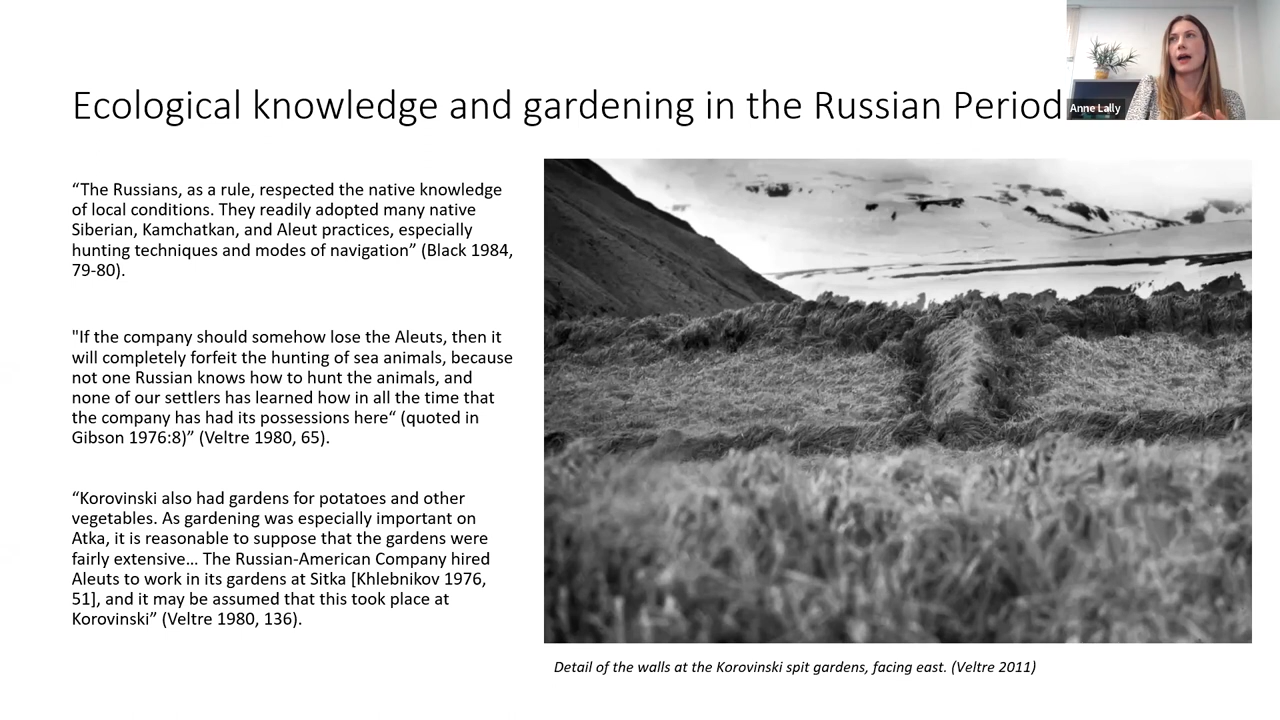 Ecological knowledge and gardening in the Russian Period
Anne Lally
“The Russians, as a rule, respected the native knowledge
of local conditions. They readily adopted many native
Siberian, Kamchatkan, and Aleut practices, especially
hunting techniques and modes of navigation” (Black 1984,
79-80).
"If the company should somehow lose the Aleuts, then it
will completely forfeit the hunting of sea animals, because
not one Russian knows how to hunt the animals, and
none of our settlers has learned how in all the time that
the company has had its possessions here“ (quoted in
Gibson 1976:8)” (Veltre 1980, 65).
“Korovinski also had gardens for potatoes and other
vegetables. As gardening was especially important on
Atka, it is reasonable to suppose that the gardens were
fairly extensive… The Russian-American Company hired
Aleuts to work in its gardens at Sitka [Khlebnikov 1976,
51], and it may be assumed that this took place at
Korovinski” (Veltre 1980, 136).
Detail of the walls at the Korovinski spit gardens, facing east. (Veltre 2011)